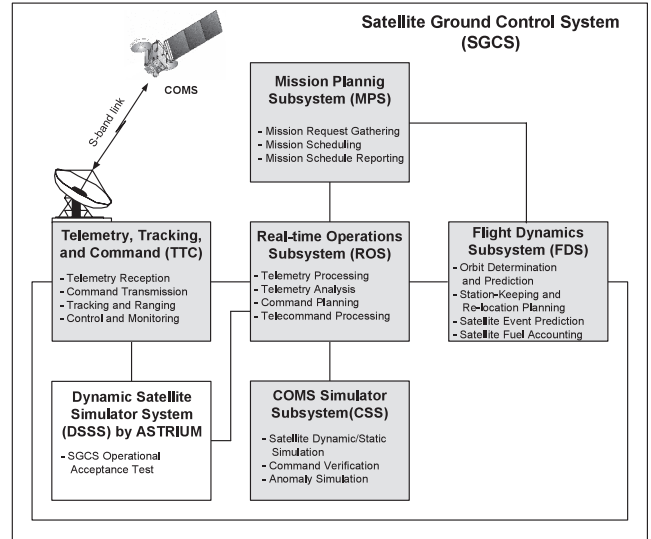 Satellite Ground Control System
(SGCS)
COMS
S-band link
Mission Plannig
Subsystem (MPS)
- Mission Request Gathering
- Mission Scheduling
- Mission Schedule Reporting
Telemetry, Tracking,
and Command (TTC)
- Telemetry Reception
- Command Transmission
- Tracking and Ranging
- Control and Monitoring
Real-time Operations
Subsystem (ROS)
- Telemetry Processing
- Telemetry Analysis
- Command Planning
- Telecommand Processing
Flight Dynamics
Subsystem (FDS)
- Orbit Determination
and Prediction
- Station-Keeping and
Re-location Planning
- Satellite Event Prediction
- Satellite Fuel Accounting
Dynamic Satellite
Simulator System
(DSSS) by ASTRIUM
- SGCS Operational
Acceptance Test
COMS Simulator
Subsystem(CSS)
- Satellite Dynamic/Static
Simulation
- Command Verification
- Anomaly Simulation